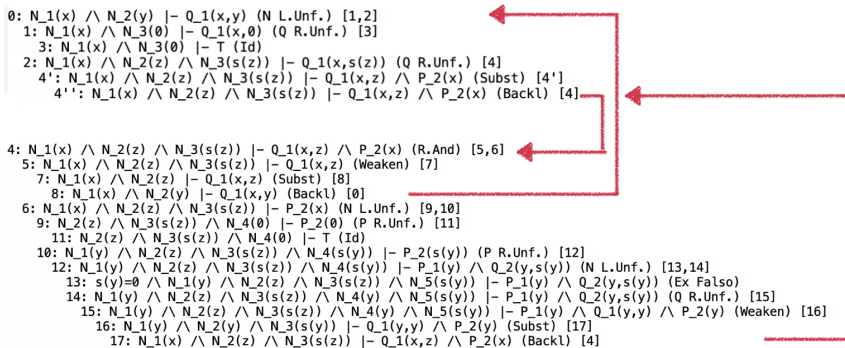 0: N_1(x) /\ N_2(y) |- Q_1(x,y) (N L.Unf.) [1,2]
1: N_1(x) /\ N_3(0) |- Q_1(x,0) (Q R.Unf.) [3]
3: N_1(x) /\ N_3(0) |- T (Id)
2: N_1(x) /\ N_2(z) /\ N_3(s(z)) |- Q_1(x,s(z)) (Q R.Unf.) [4]
4': N_1(x) /\ N_2(z) /\ N_3(s(z)) |- Q_1(x,z) /\ P_2(x) (Subst) [4']
4'': N_1(x) /\ N_2(z) /\ N_3(s(z)) |- Q_1(x,z) /\ P_2(x) (Backl) [4]
4: N_1(x) /\ N_2(z) /\ N_3(s(z)) |- Q_1(x,z) /\ P_2(x) (R.And) [5,6]
5: N_1(x) /\ N_2(z) /\ N_3(s(z)) |- Q_1(x,z) (Weaken) [7]
7: N_1(x) /\ N_2(z) |- Q_1(x,z) (Subst) [8]
8: N_1(x) /\ N_2(y) |- Q_1(x,y) (Backl) [0]
6: N_1(x) /\ N_2(z) /\ N_3(s(z)) |- P_2(x) (N L.Unf.) [9,10]
9: N_2(z) /\ N_3(s(z)) /\ N_4(0) |- P_2(0) (P R.Unf.) [11]
11: N_2(z) /\ N_3(s(z)) /\ N_4(0) |- T (Id)
10: N_1(y) /\ N_2(z) /\ N_3(s(z)) /\ N_4(s(y)) |- P_2(s(y)) (P R.Unf.) [12]
12: N_1(y) /\ N_2(z) /\ N_3(s(z)) /\ N_4(s(y)) |- P_1(y) /\ Q_2(y,s(y)) (N L.Unf.) [13,14]
13: s(y)=0 /\ N_1(y) /\ N_2(z) /\ N_3(s(z)) /\ N_5(s(y)) |- P_1(y) /\ Q_2(y,s(y)) (Ex Falso)
14: N_1(y) /\ N_2(z) /\ N_3(s(z)) /\ N_4(y) /\ N_5(s(y)) |- P_1(y) /\ Q_2(y,s(y)) (Q R.Unf.) [15]
15: N_1(y) /\ N_2(z) /\ N_3(s(z)) /\ N_4(y) /\ N_5(s(y)) |- P_1(y) /\ Q_1(y,y) /\ P_2(y) (Weaken) [16]
16: N_1(y) /\ N_2(y) /\ N_3(s(y)) |- Q_1(y,y) /\ P_2(y) (Subst) [17]
17: N_1(x) /\ N_2(z) /\ N_3(s(z)) |- Q_1(x,z) /\ P_2(x) (Backl) [4]